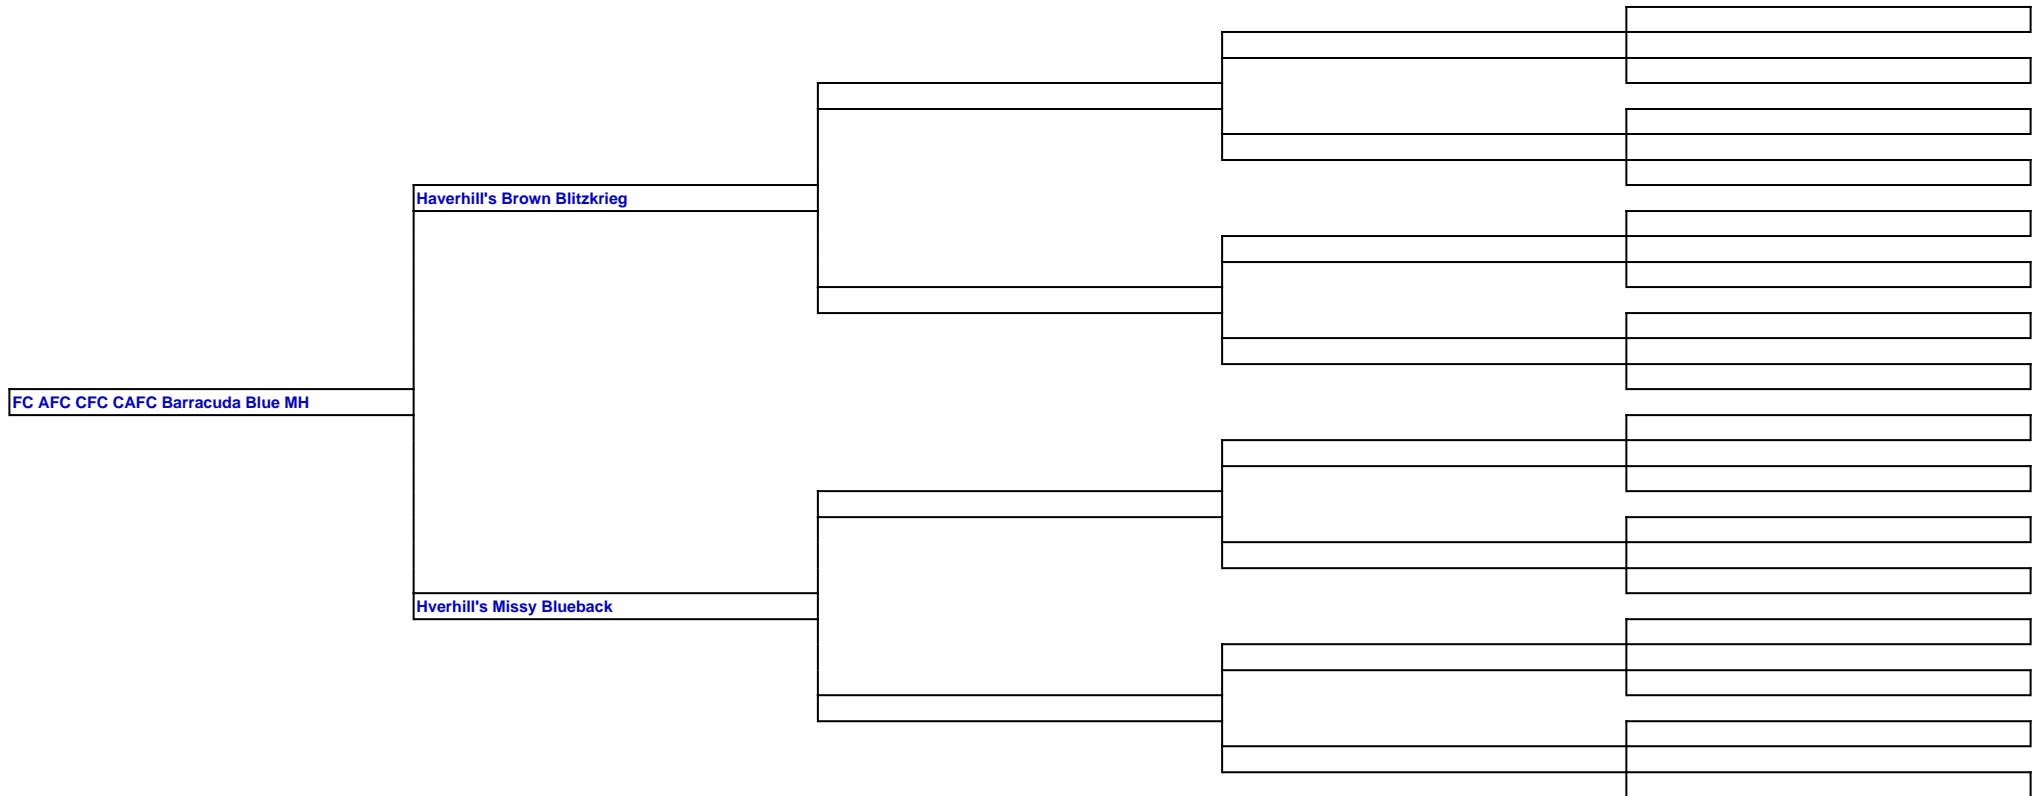 Haverhill's Brown Blitzkrieg
FC AFC CFC CAFC Barracuda Blue MH
Hverhill's Missy Blueback